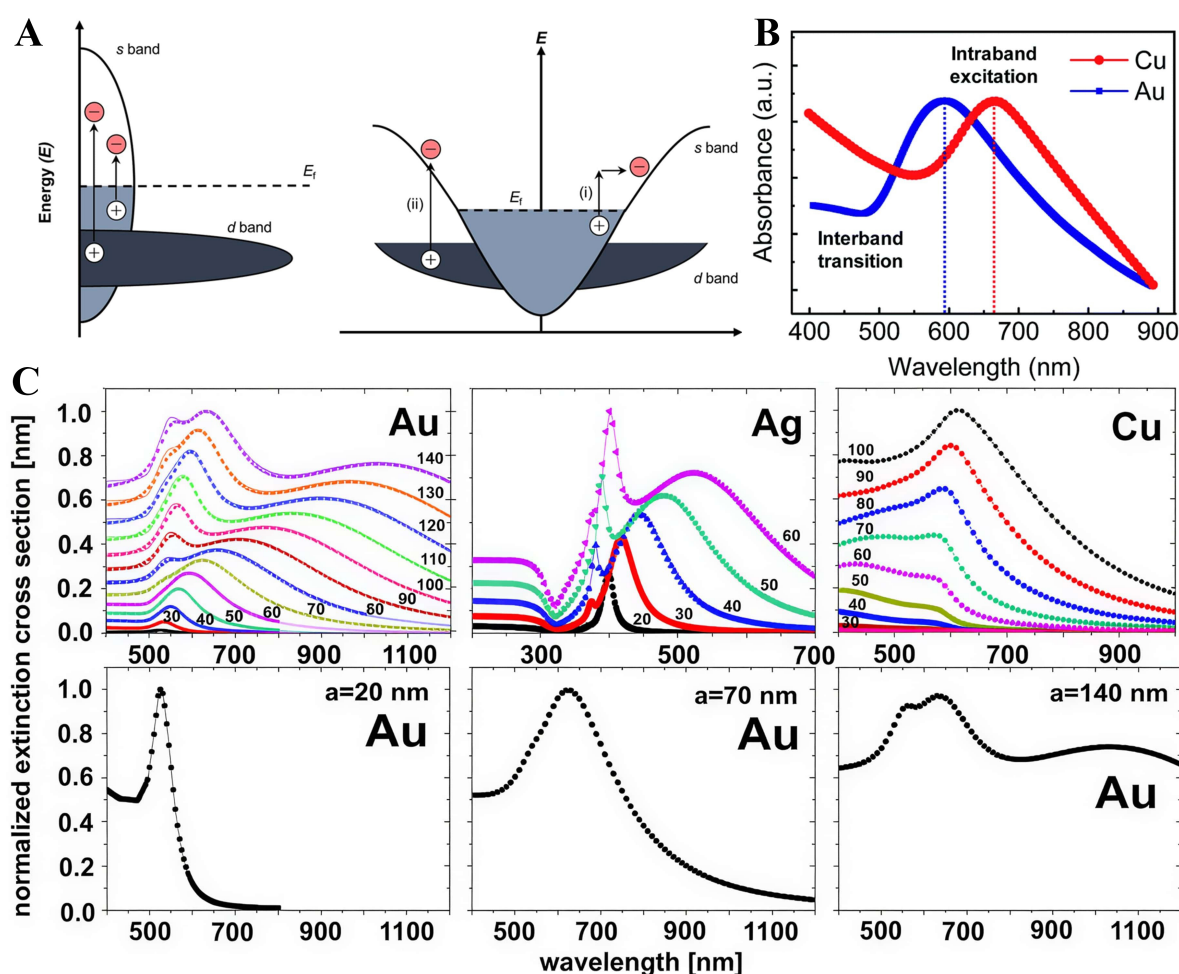 A
Energy (E)
s band
E_f
d band
E
s band
E_f
(i)
(ii)
d band
B
Intraband
excitation
Cu
Au
Interband
transition
Absorbance (a.u.)
400 500 600 700 800 900
Wavelength (nm)
C
normalized extinction cross section [nm]
1.0
0.8
0.6
0.4
0.2
0.0
Au
140
130
120
110
100
90
80
70
60
50
40
30
500 700 900 1100
Ag
60
50
40
30
20
300 500 700
Cu
100
90
80
70
60
50
40
30
500 700 900
1.0
0.8
0.6
0.4
0.2
0.0
a=20 nm
Au
500 700 900 1100
a=70 nm
Au
500 700 900 1100
a=140 nm
Au
500 700 900 1100
wavelength [nm]